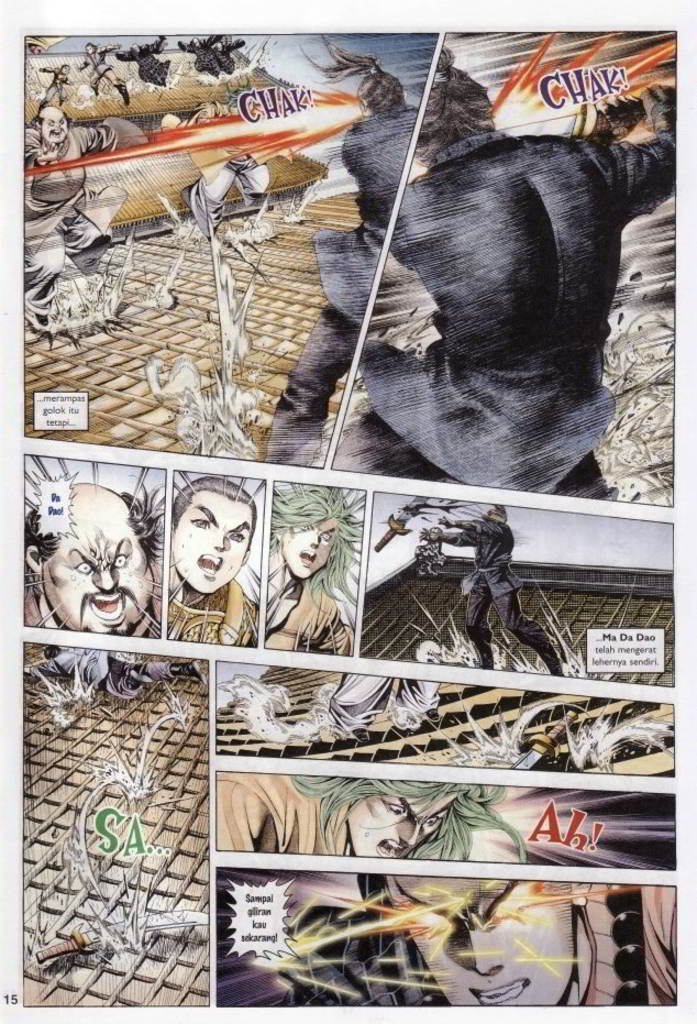 CHAK!
CHAK!
...merampas
golok itu
tetapi...
Da
Dao!
...Ma Da Dao
telah mengerat
lehernya sendiri.
SA...
Ah!
Sampai
giliran
kau
sekarang!
15